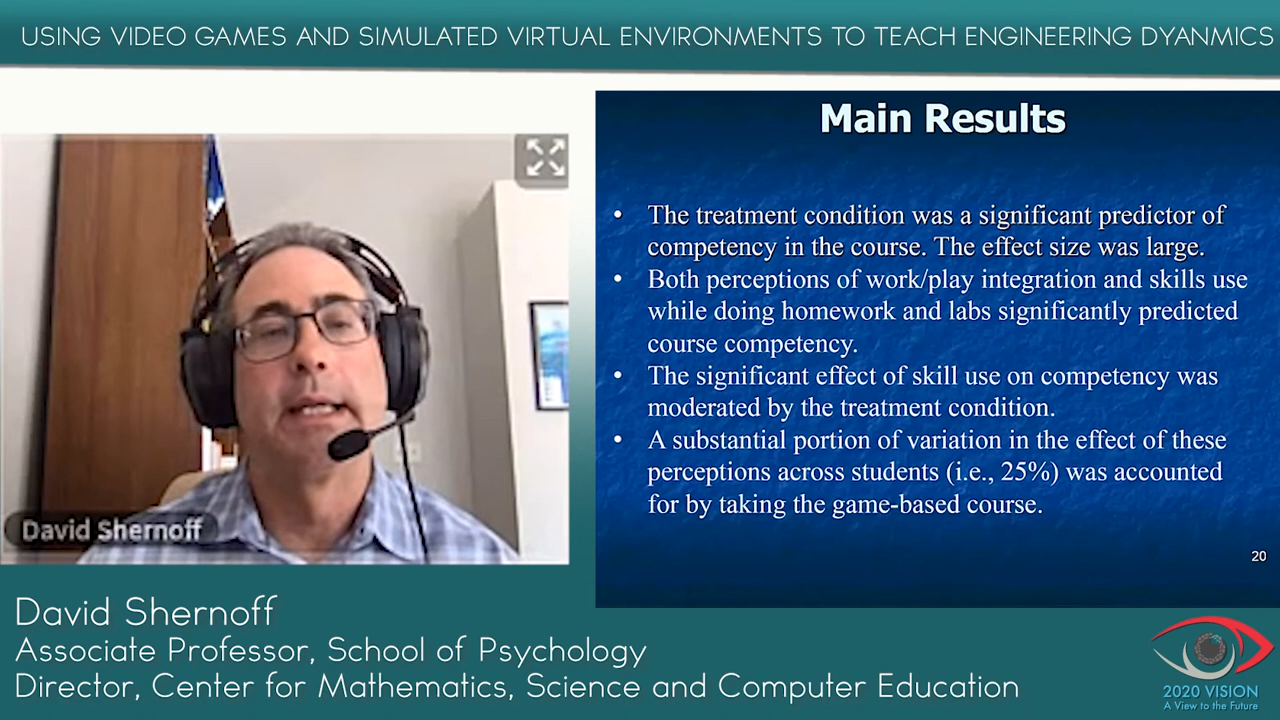 USING VIDEO GAMES AND SIMULATED VIRTUAL ENVIRONMENTS TO TEACH ENGINEERING DYANMICS
Main Results
• The treatment condition was a significant predictor of
competency in the course. The effect size was large.
• Both perceptions of work/play integration and skills use
while doing homework and labs significantly predicted
course competency.
• The significant effect of skill use on competency was
moderated by the treatment condition.
• A substantial portion of variation in the effect of these
perceptions across students (i.e., 25%) was accounted
for by taking the game-based course.
20
David Shernoff
David Shernoff
Associate Professor, School of Psychology
Director, Center for Mathematics, Science and Computer Education
2020 VISION
A View to the Future